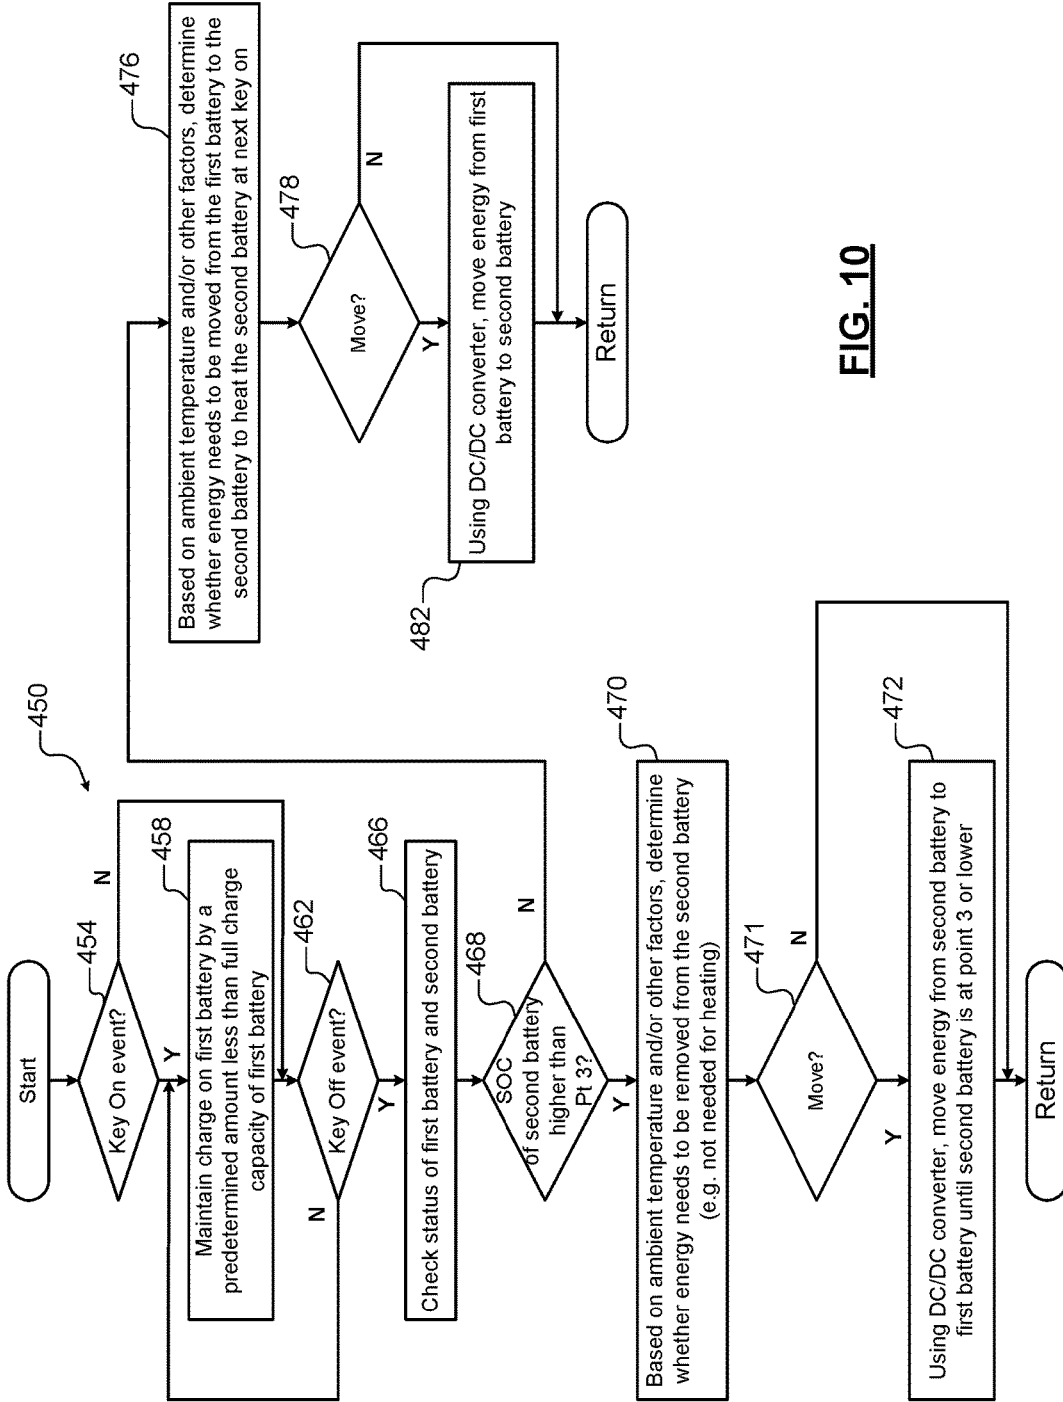 450
Start
454
Key On event?
N
Y
458
Maintain charge on first battery by a
predetermined amount less than full charge
capacity of first battery
462
Key Off event?
N
Y
466
Check status of first battery and second battery
468
SOC
of second battery
higher than
Pt 3?
N
Y
470
Based on ambient temperature and/or other factors, determine
whether energy needs to be removed from the second battery
(e.g. not needed for heating)
471
Move?
N
Y
472
Using DC/DC converter, move energy from second battery to
first battery until second battery is at point 3 or lower
Return
476
Based on ambient temperature and/or other factors, determine
whether energy needs to be moved from the first battery to the
second battery to heat the second battery at next key on
478
Move?
N
Y
482
Using DC/DC converter, move energy from first
battery to second battery
Return
FIG. 10